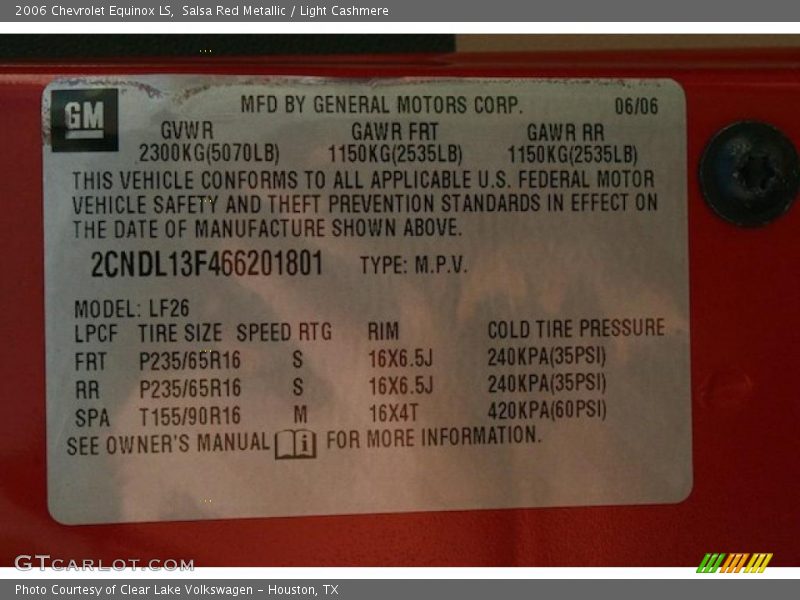 2006 Chevrolet Equinox LS,  Salsa Red Metallic / Light Cashmere
GM
MFD BY GENERAL MOTORS CORP. 06/06
GVWR GAWR FRT GAWR RR
2300KG(5070LB) 1150KG(2535LB) 1150KG(2535LB)
THIS VEHICLE CONFORMS TO ALL APPLICABLE U.S. FEDERAL MOTOR
VEHICLE SAFETY AND THEFT PREVENTION STANDARDS IN EFFECT ON
THE DATE OF MANUFACTURE SHOWN ABOVE.
2CNDL13F466201801 TYPE: M.P.V.
MODEL: LF26
LPCF TIRE SIZE SPEED RTG RIM COLD TIRE PRESSURE
FRT P235/65R16 S 16X6.5J 240KPA(35PSI)
RR P235/65R16 S 16X6.5J 240KPA(35PSI)
SPA T155/90R16 M 16X4T 420KPA(60PSI)
SEE OWNER'S MANUAL i FOR MORE INFORMATION.
GTCARLOT.COM
Photo Courtesy of Clear Lake Volkswagen – Houston, TX